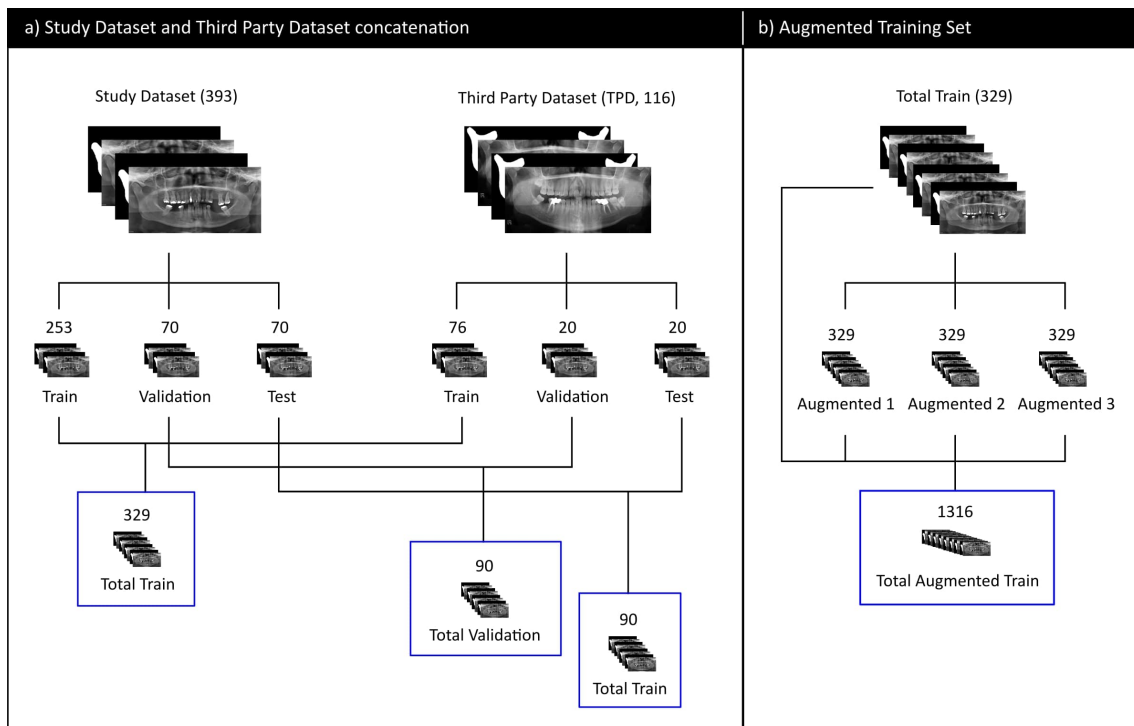 a) Study Dataset and Third Party Dataset concatenation
b) Augmented Training Set
Study Dataset (393)
Third Party Dataset (TPD, 116)
Total Train (329)
253
70
70
76
20
20
329
329
329
Train
Validation
Test
Train
Validation
Test
Augmented 1
Augmented 2
Augmented 3
329
Total Train
90
Total Validation
90
Total Train
1316
Total Augmented Train